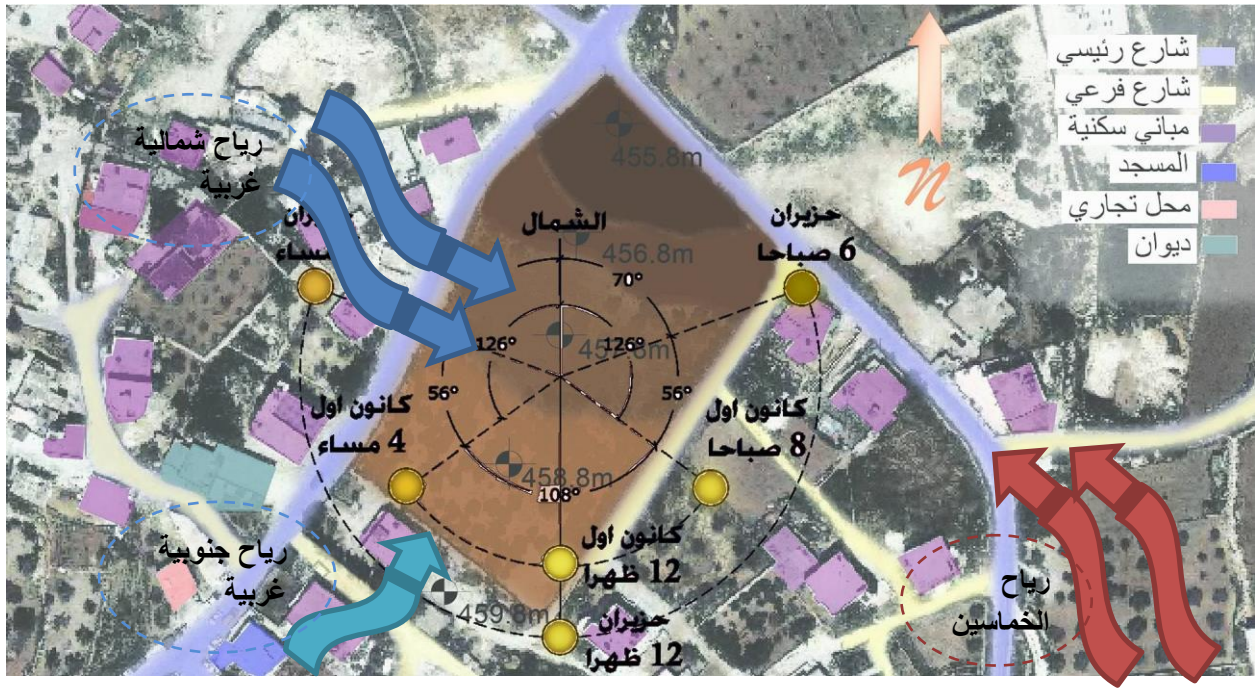 شارع رئيسي
شارع فرعي
مباني سكنية
المسجد
محل تجاري
ديوان
N
رياح شمالية
غربية
455.8m
456.8m
458.8m
459.8m
الشمال
حزيران
6 صباحا
مساء
70°
126°
126°
56°
56°
108°
كانون اول
4 مساء
كانون اول
8 صباحا
كانون اول
12 ظهرا
حزيران
12 ظهرا
رياح جنوبية
غربية
رياح
الخماسين